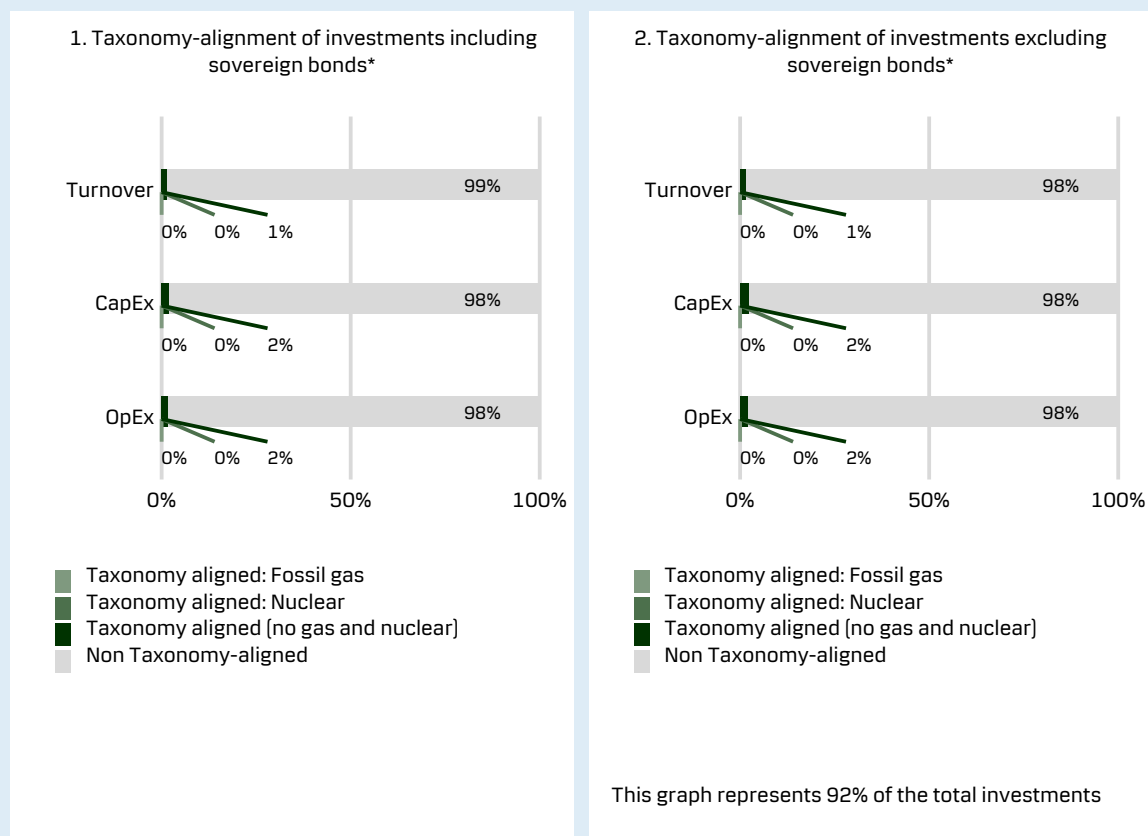 1. Taxonomy-alignment of investments including
sovereign bonds*
Turnover
99%
0% 0% 1%
CapEx
98%
0% 0% 2%
OpEx
98%
0% 0% 2%
0% 50% 100%
Taxonomy aligned: Fossil gas
Taxonomy aligned: Nuclear
Taxonomy aligned (no gas and nuclear)
Non Taxonomy-aligned
2. Taxonomy-alignment of investments excluding
sovereign bonds*
Turnover
98%
0% 0% 1%
CapEx
98%
0% 0% 2%
OpEx
98%
0% 0% 2%
0% 50% 100%
Taxonomy aligned: Fossil gas
Taxonomy aligned: Nuclear
Taxonomy aligned (no gas and nuclear)
Non Taxonomy-aligned
This graph represents 92% of the total investments